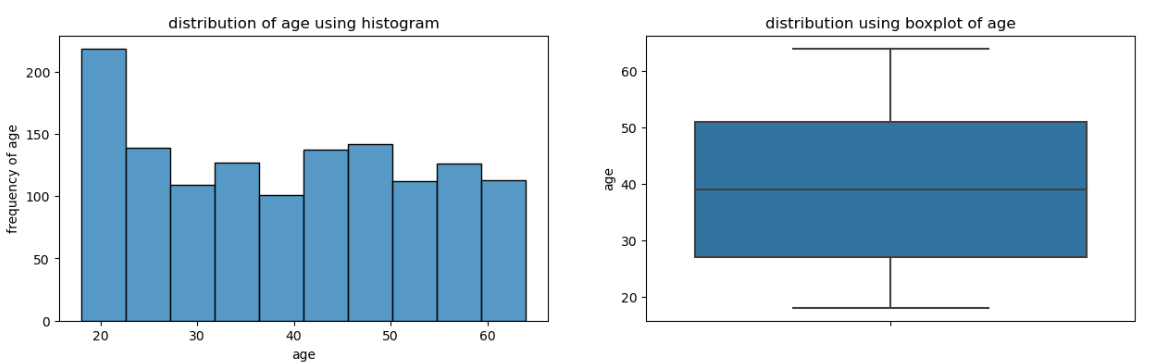 distribution of age using histogram
200
150
100
50
0
frequency of age
20 30 40 50 60
age
distribution using boxplot of age
60
50
40
30
20
age